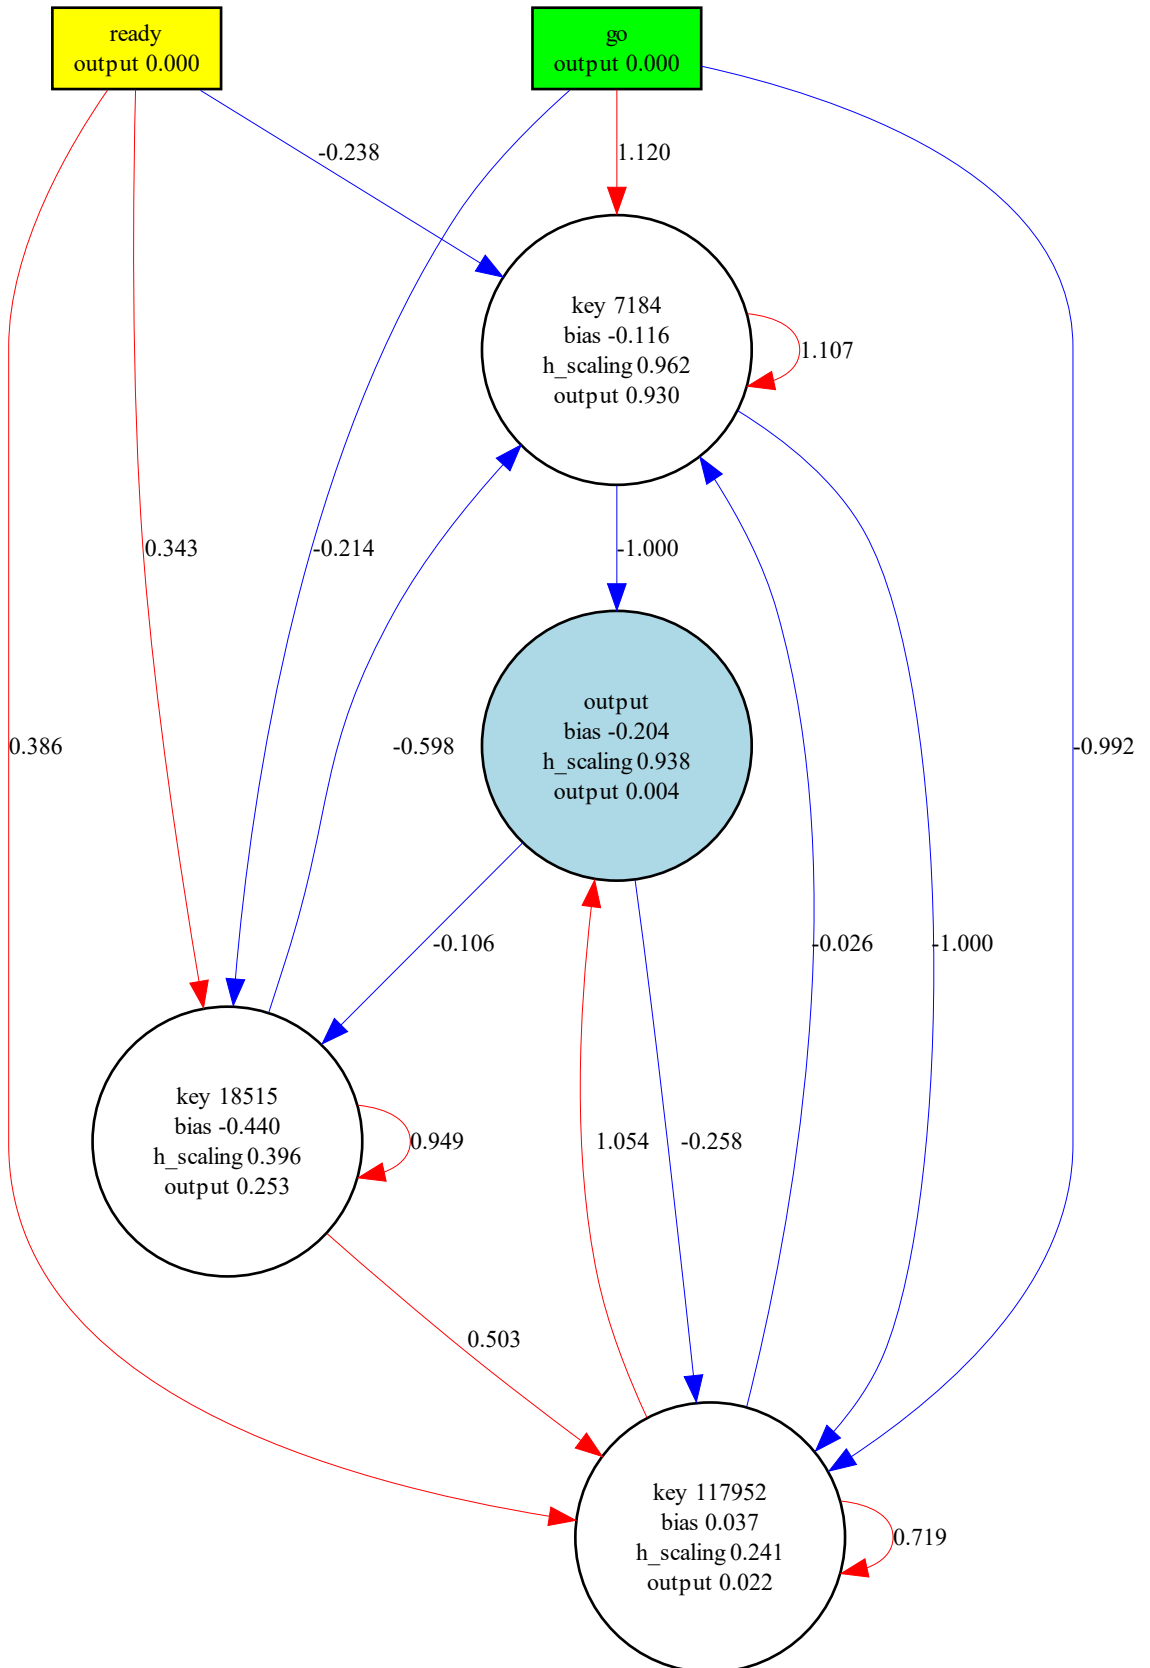 ready
output 0.000
go
output 0.000
-0.238
1.120
key 7184
bias -0.116
h_scaling 0.962
output 0.930
1.107
0.343
-0.214
-1.000
output
bias -0.204
h_scaling 0.938
output 0.004
0.386
-0.598
-0.992
-0.106
-0.026
-1.000
key 18515
bias -0.440
h_scaling 0.396
output 0.253
0.949
1.054
-0.258
0.503
key 117952
bias 0.037
h_scaling 0.241
output 0.022
0.719